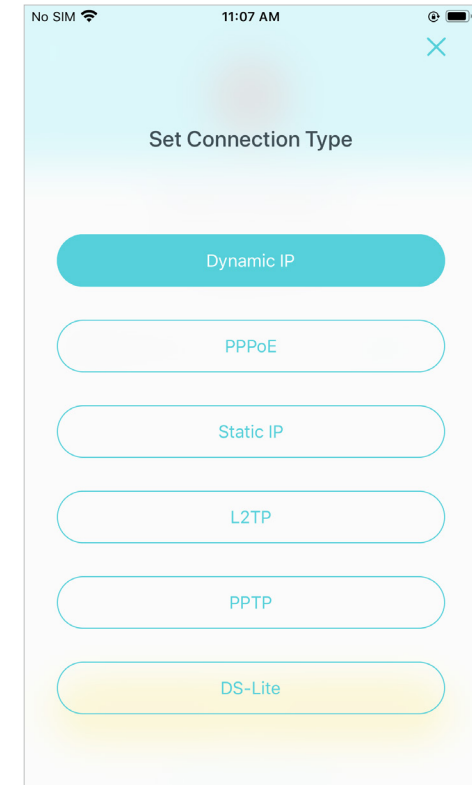 No SIM 11:07 AM
Set Connection Type
Dynamic IP
PPPoE
Static IP
L2TP
PPTP
DS-Lite